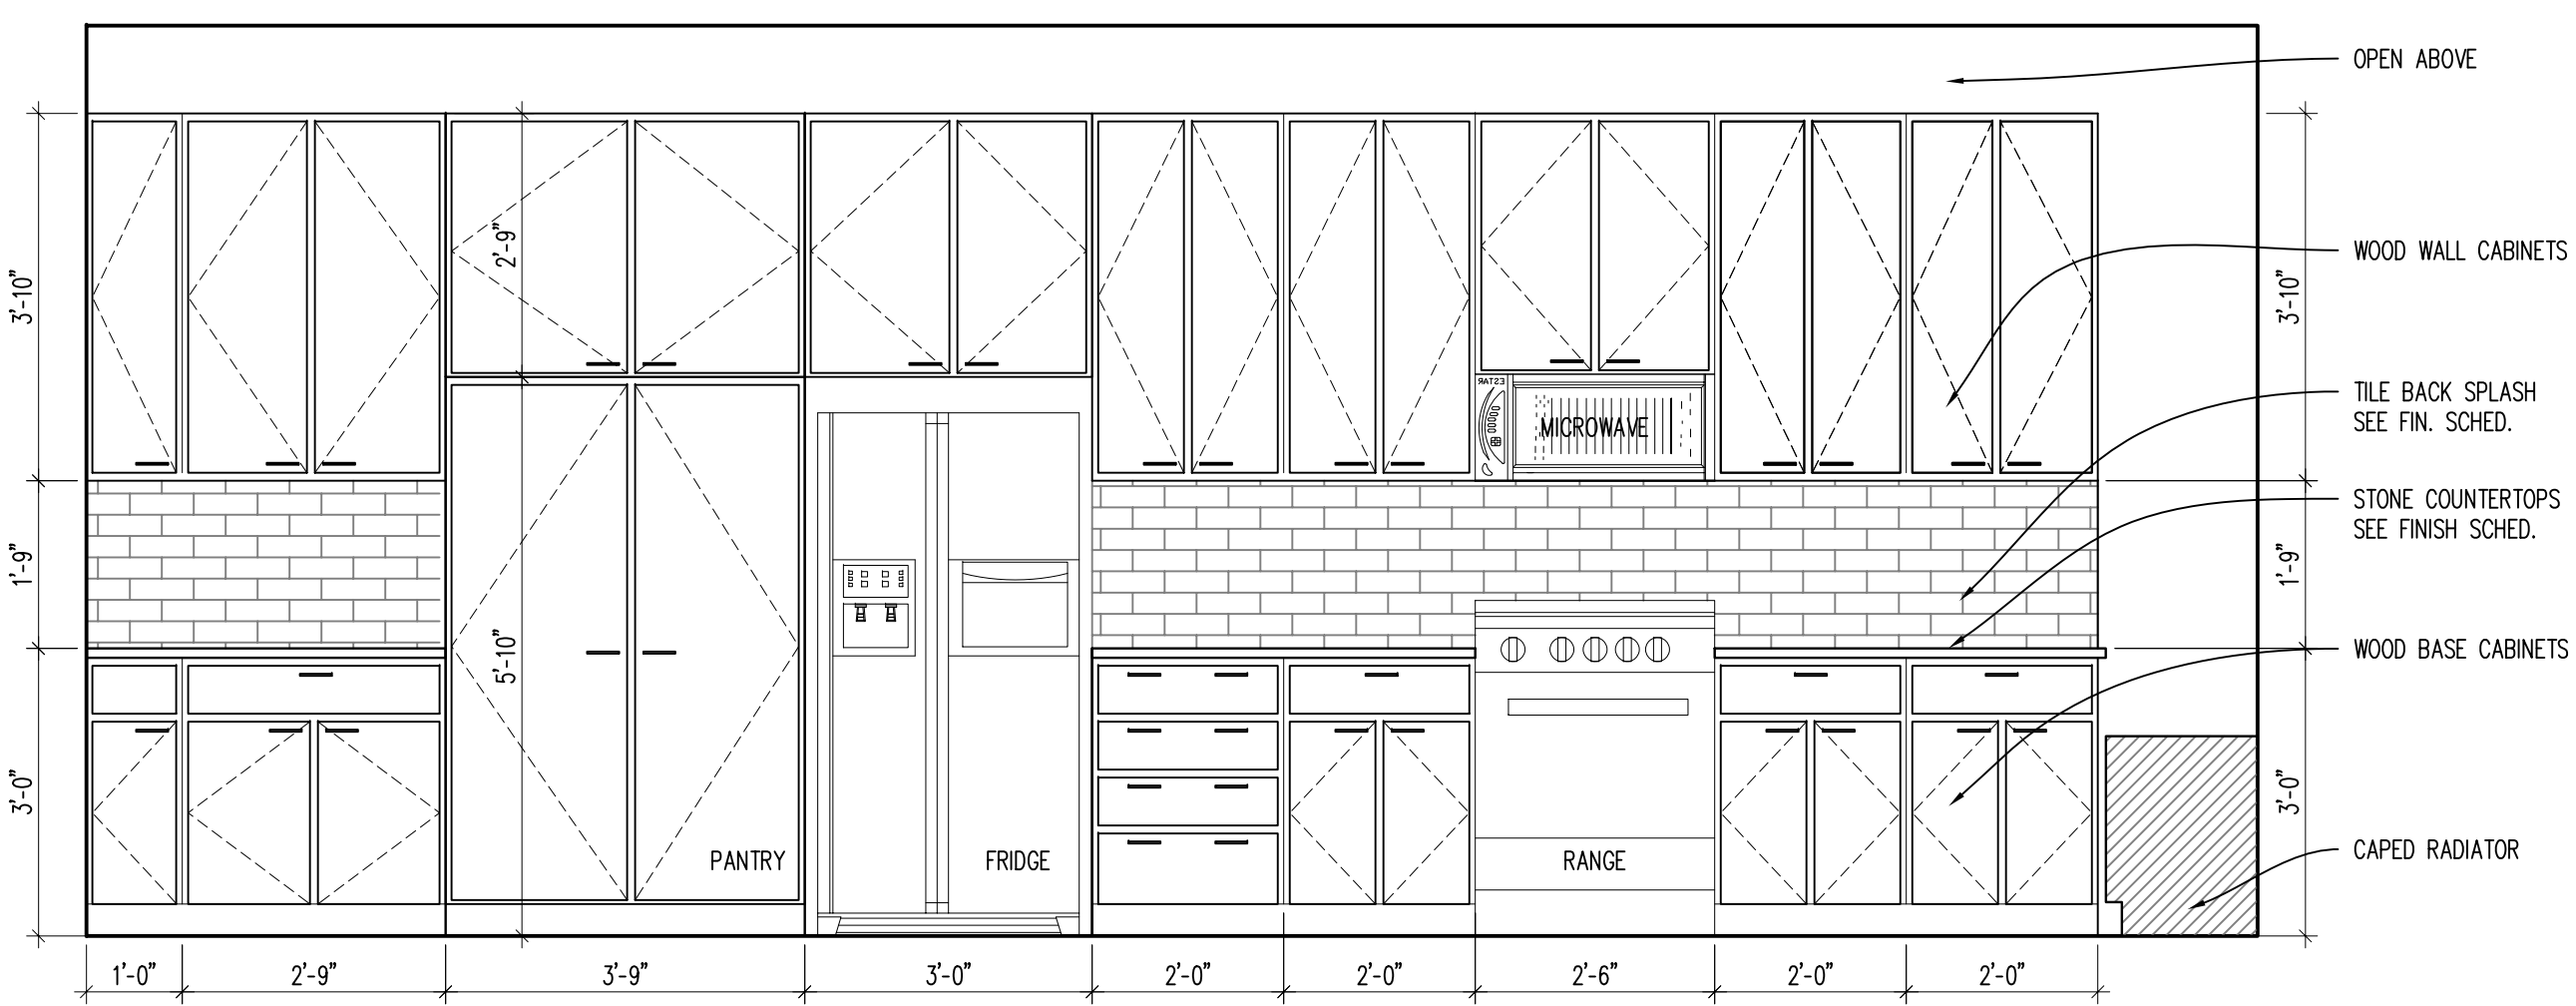 OPEN ABOVE
WOOD WALL CABINETS
TILE BACK SPLASH
SEE FIN. SCHED.
STONE COUNTERTOPS
SEE FINISH SCHED.
WOOD BASE CABINETS
CAPED RADIATOR
3'-10"
1'-9"
3'-0"
2'-9"
5'-10"
ESTAR
MICROWAVE
PANTRY
FRIDGE
RANGE
3'-10"
1'-9"
3'-0"
1'-0"
2'-9"
3'-9"
3'-0"
2'-0"
2'-0"
2'-6"
2'-0"
2'-0"